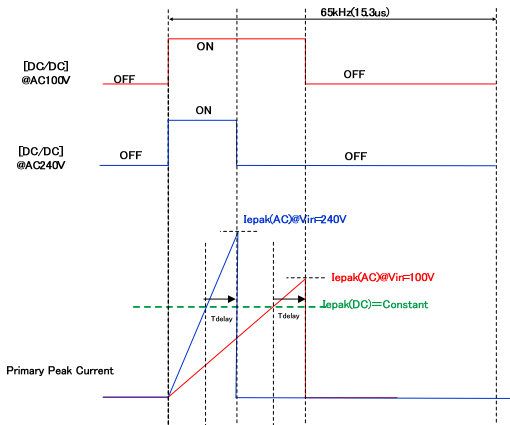 65kHz(15.3us)
[DC/DC]
@AC100V
OFF
ON
OFF
[DC/DC]
@AC240V
OFF
ON
OFF
Iepak(AC)@Vin=240V
Iepak(AC)@Vin=100V
Iepak(DC)=Constant
Tdelay
Tdelay
Primary Peak Current